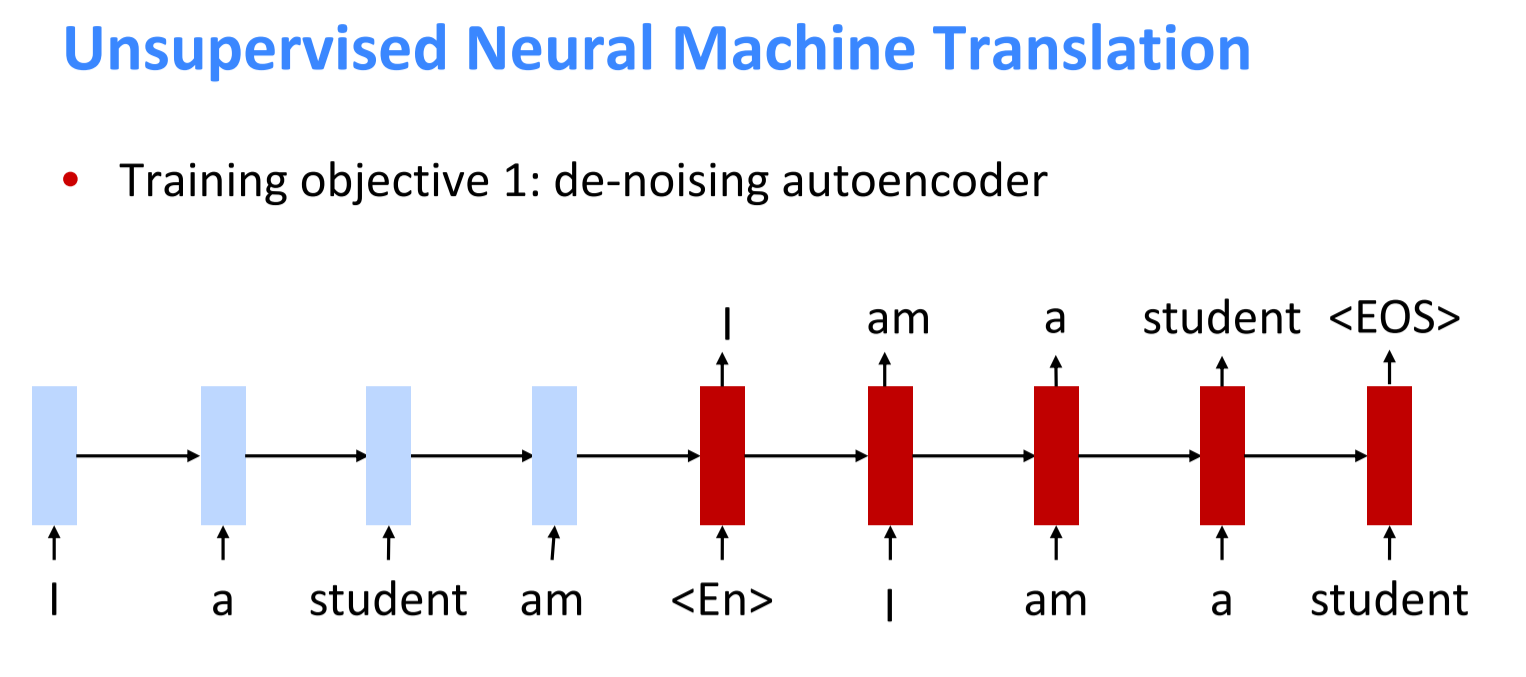 Unsupervised Neural Machine Translation
• Training objective 1: de-noising autoencoder
I am a student <EOS>
I a student am <En> I am a student